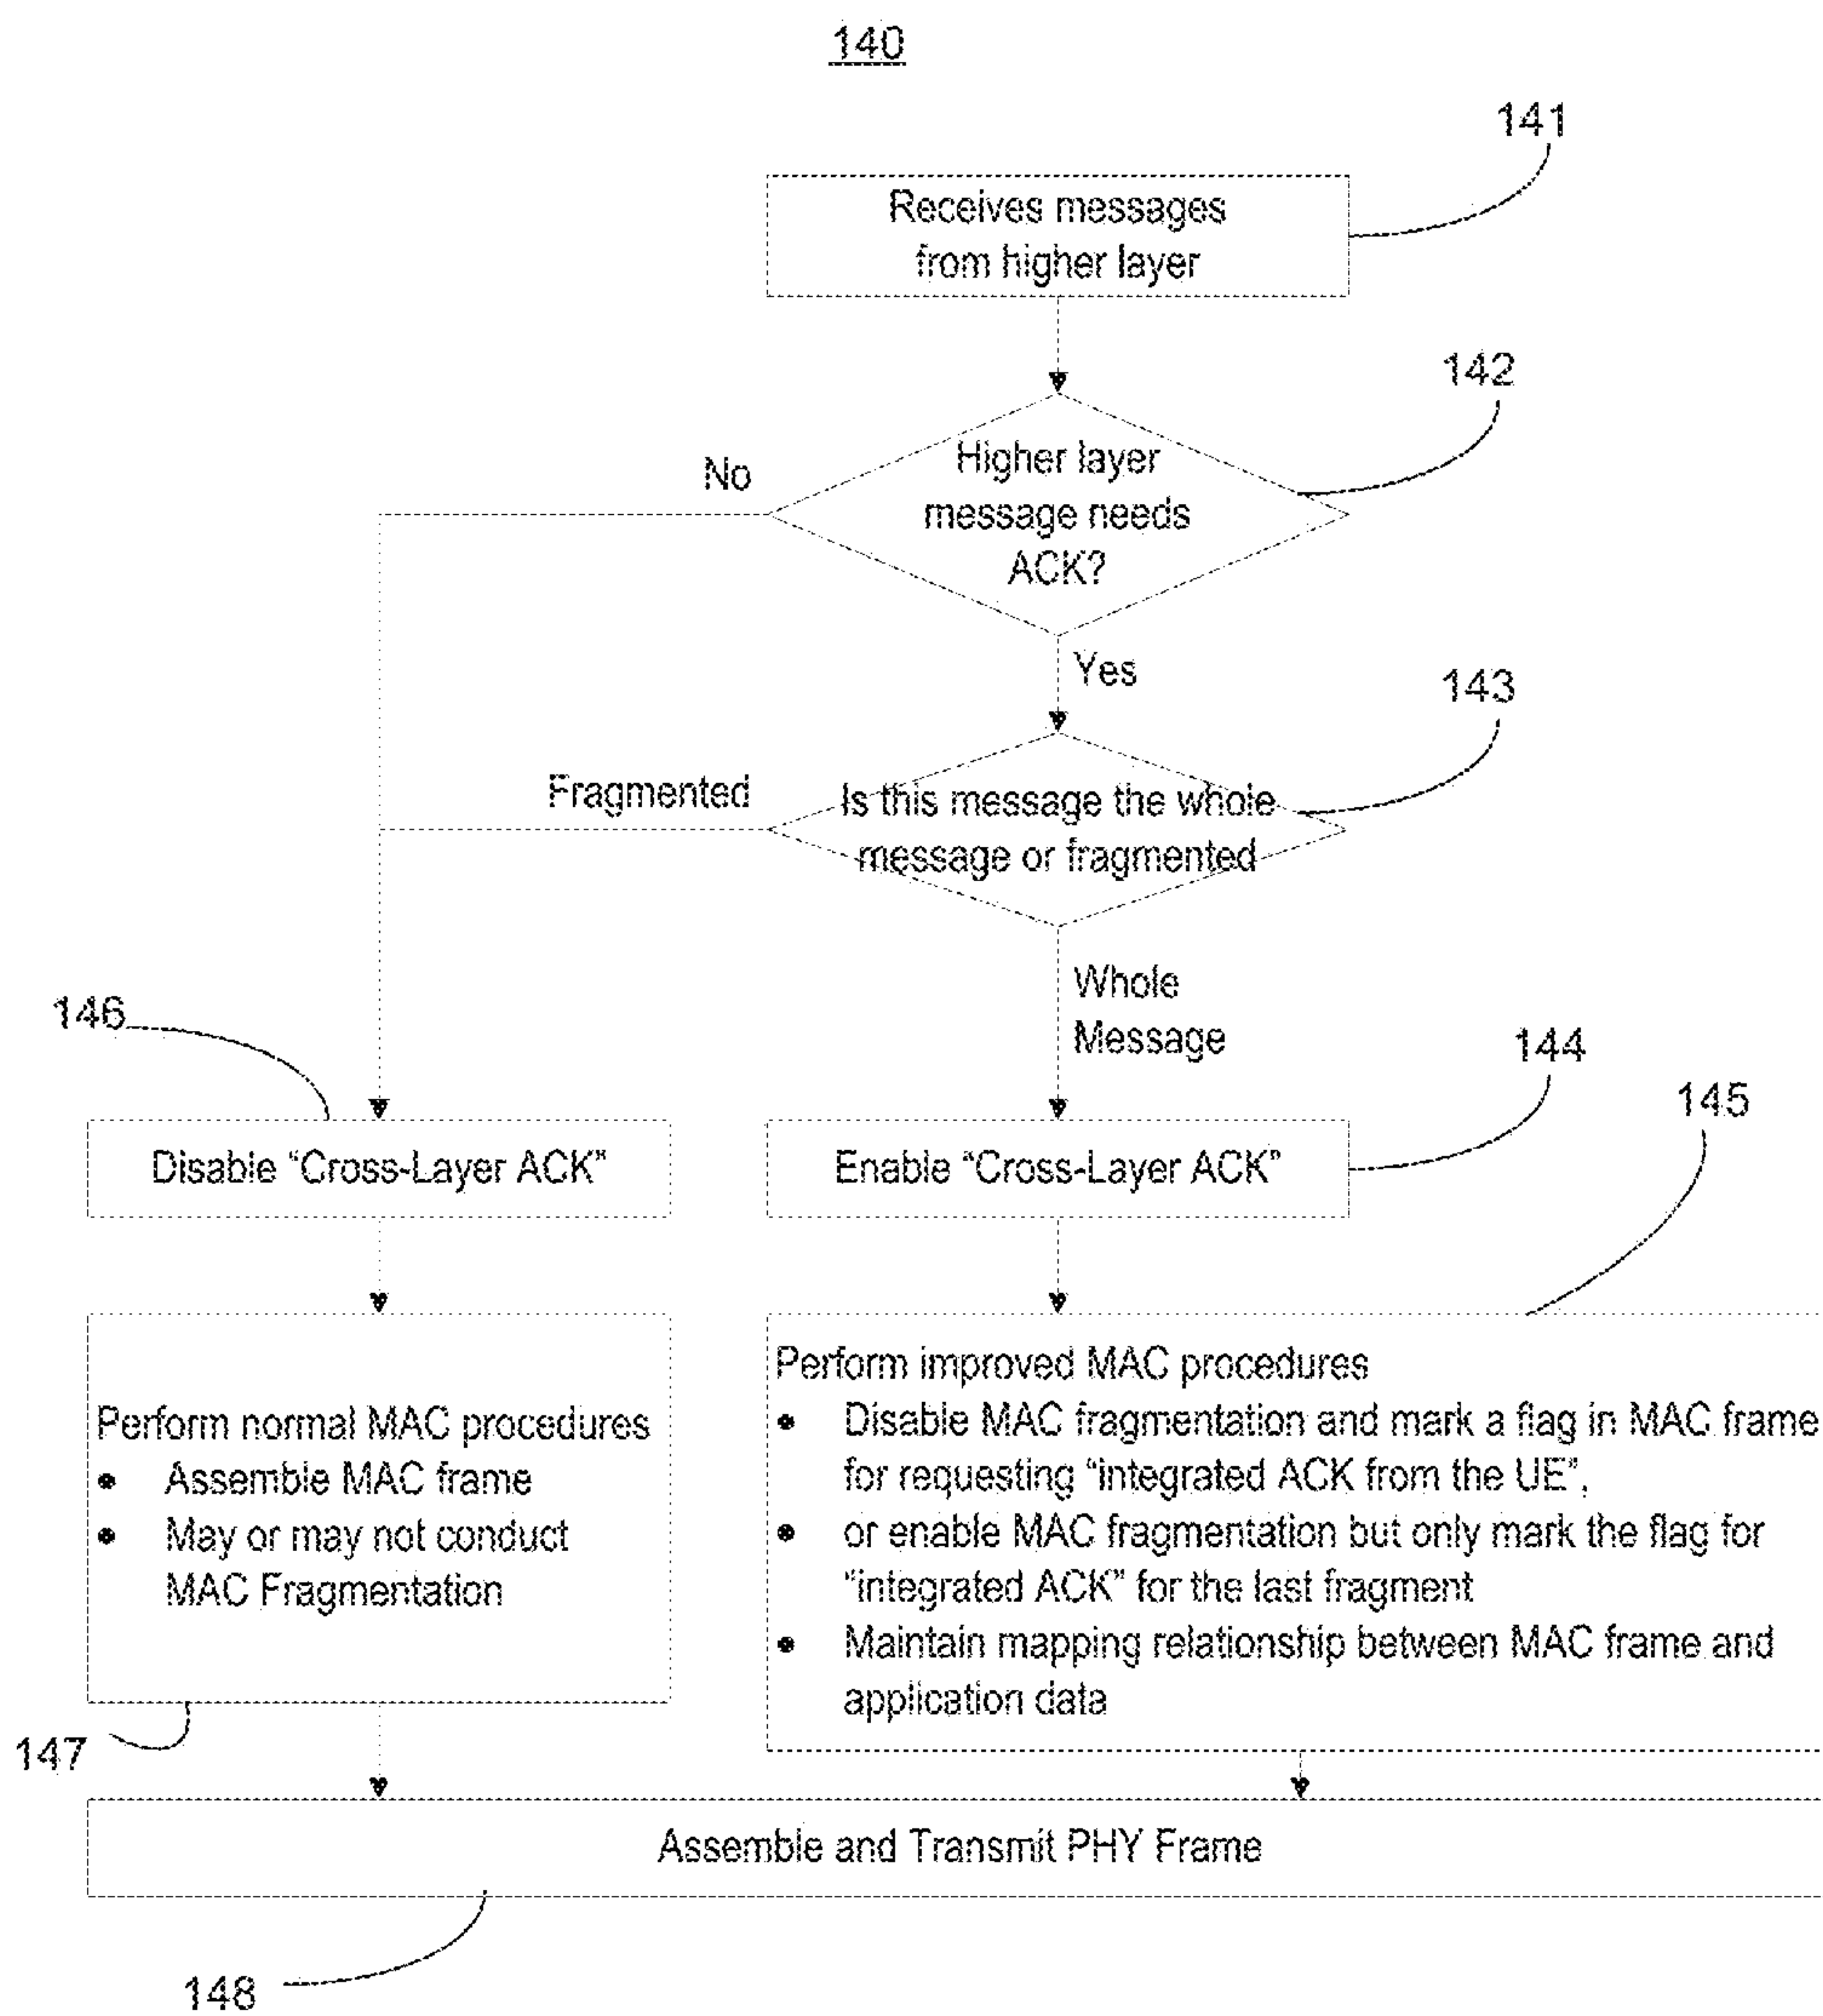 140
141
Receives messages
from higher layer
142
Higher layer
message needs
ACK?
No
Yes
143
Fragmented
Is this message the whole
message or fragmented
Whole
Message
146
144
145
Disable “Cross-Layer ACK”
Enable “Cross-Layer ACK”
Perform normal MAC procedures
• Assemble MAC frame
• May or may not conduct
MAC Fragmentation
Perform improved MAC procedures
• Disable MAC fragmentation and mark a flag in MAC frame
for requesting “integrated ACK from the UE”,
• or enable MAC fragmentation but only mark the flag for
“integrated ACK” for the last fragment
• Maintain mapping relationship between MAC frame and
application data
147
Assemble and Transmit PHY Frame
148